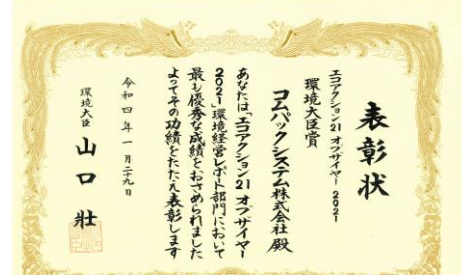 表彰状
エコアクション21 オブザイヤー 2021
環境大臣賞
コムパックシステム株式会社 殿
あなたは「エコアクション21 オブザイヤー
2021」環境経営レポート部門において
最も優秀な成績をおさめられました
よってその功績をたたえ表彰します
令和四年一月二十九日
環境大臣 山口 壯